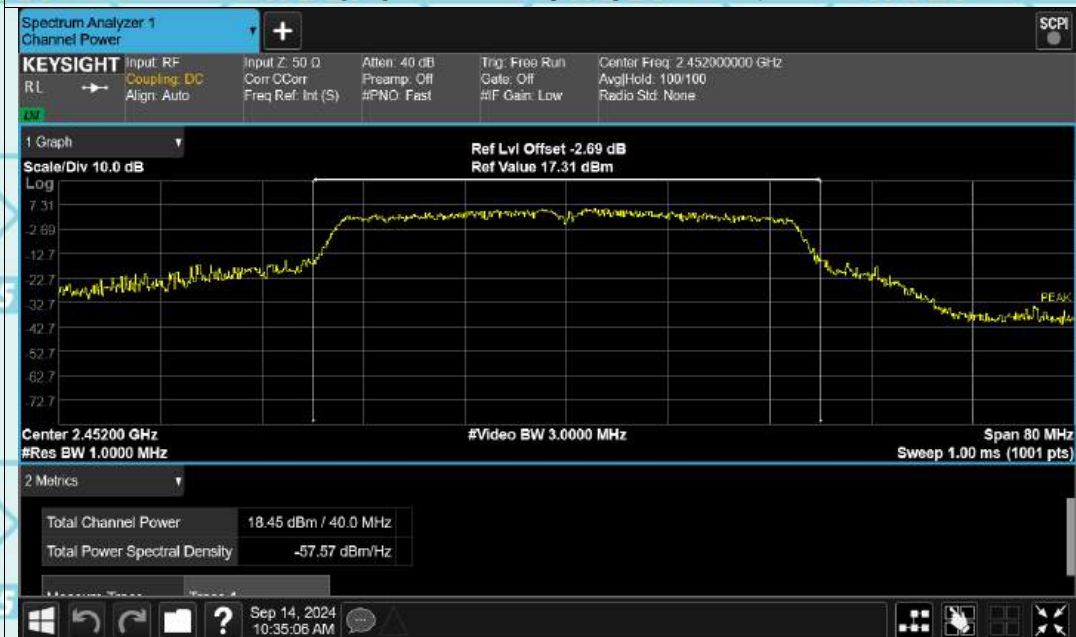 Spectrum Analyzer 1
Channel Power
+
SCPI
KEYSIGHT
RL
Input: RF
Coupling: DC
Align: Auto
Input Z: 50 Ω
Corr CCorr
Freq Ref: Int (S)
Atten: 40 dB
Preamp: Off
#PNO: Fast
Trig: Free Run
Gate: Off
#IF Gain: Low
Center Freq: 2.452000000 GHz
Avg|Hold: 100/100
Radio Std: None
1 Graph
Scale/Div 10.0 dB
Ref Lvl Offset -2.69 dB
Ref Value 17.31 dBm
Log
7.31
-2.69
-12.7
-22.7
-32.7
-42.7
-52.7
-62.7
-72.7
PEAK
Center 2.45200 GHz
#Video BW 3.0000 MHz
Span 80 MHz
#Res BW 1.0000 MHz
Sweep 1.00 ms (1001 pts)
2 Metrics
Total Channel Power 18.45 dBm / 40.0 MHz
Total Power Spectral Density -57.57 dBm/Hz
?
Sep 14, 2024
10:35:06 AM